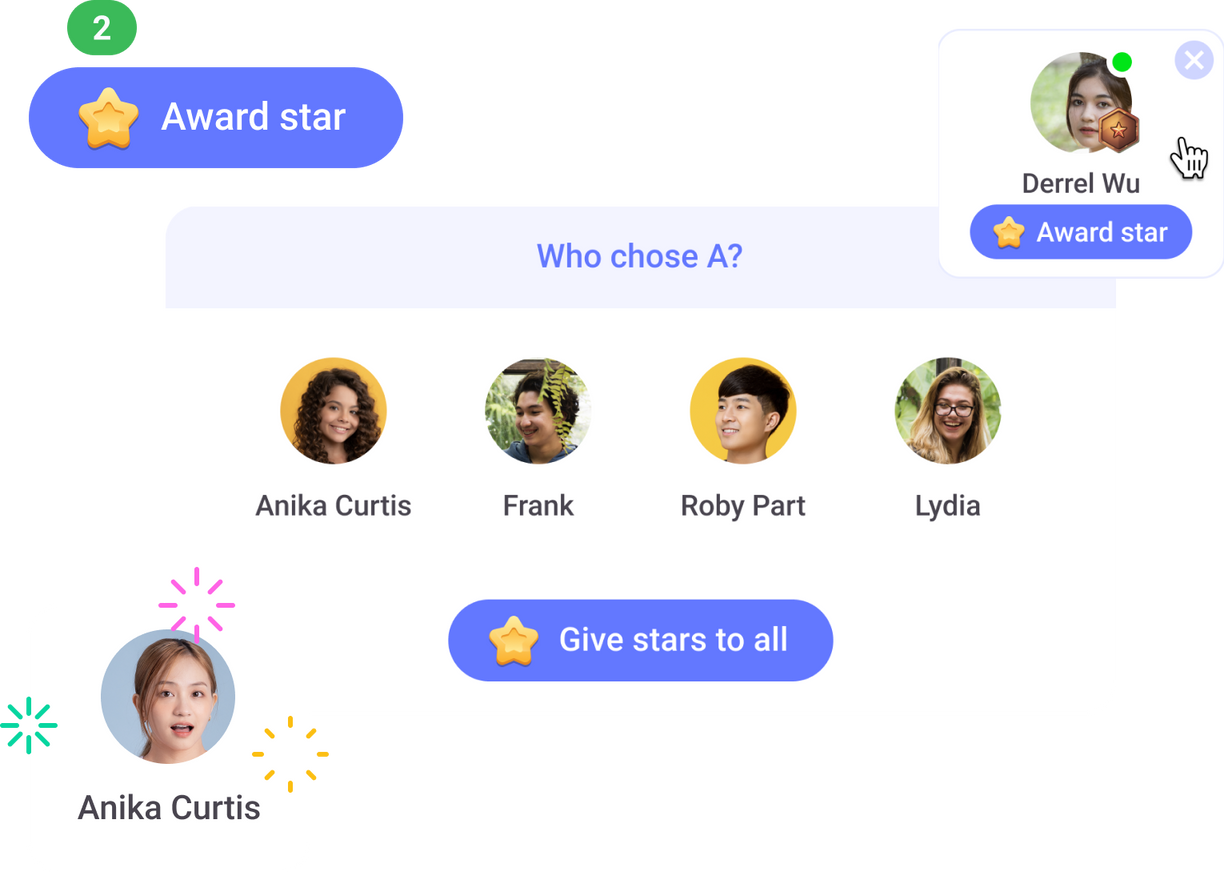 2
Award star
Derrel Wu
Award star
Who chose A?
Anika Curtis
Frank
Roby Part
Lydia
Give stars to all
Anika Curtis